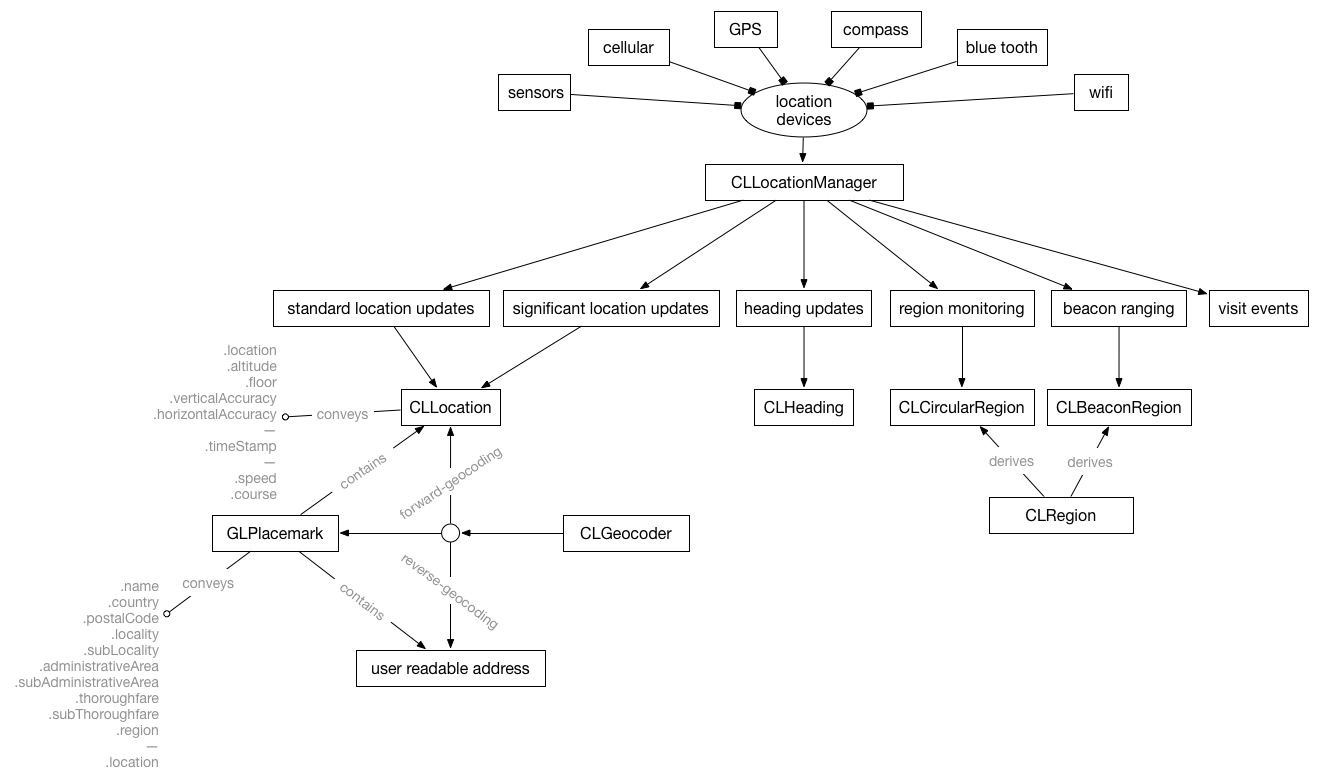 GPS
compass
cellular
blue tooth
sensors
wifi
location
devices
CLLocationManager
standard location updates
significant location updates
heading updates
region monitoring
beacon ranging
visit events
.location
.altitude
.floor
.verticalAccuracy
.horizontalAccuracy
—
.timeStamp
—
.speed
.course
conveys
CLLocation
CLHeading
CLCircularRegion
CLBeaconRegion
contains
forward-geocoding
derives
derives
GLPlacemark
CLGeocoder
CLRegion
conveys
contains
reverse-geocoding
.name
.country
.postalCode
.locality
.subLocality
.administrativeArea
.subAdministrativeArea
.thoroughfare
.subThoroughfare
.region
—
.location
user readable address